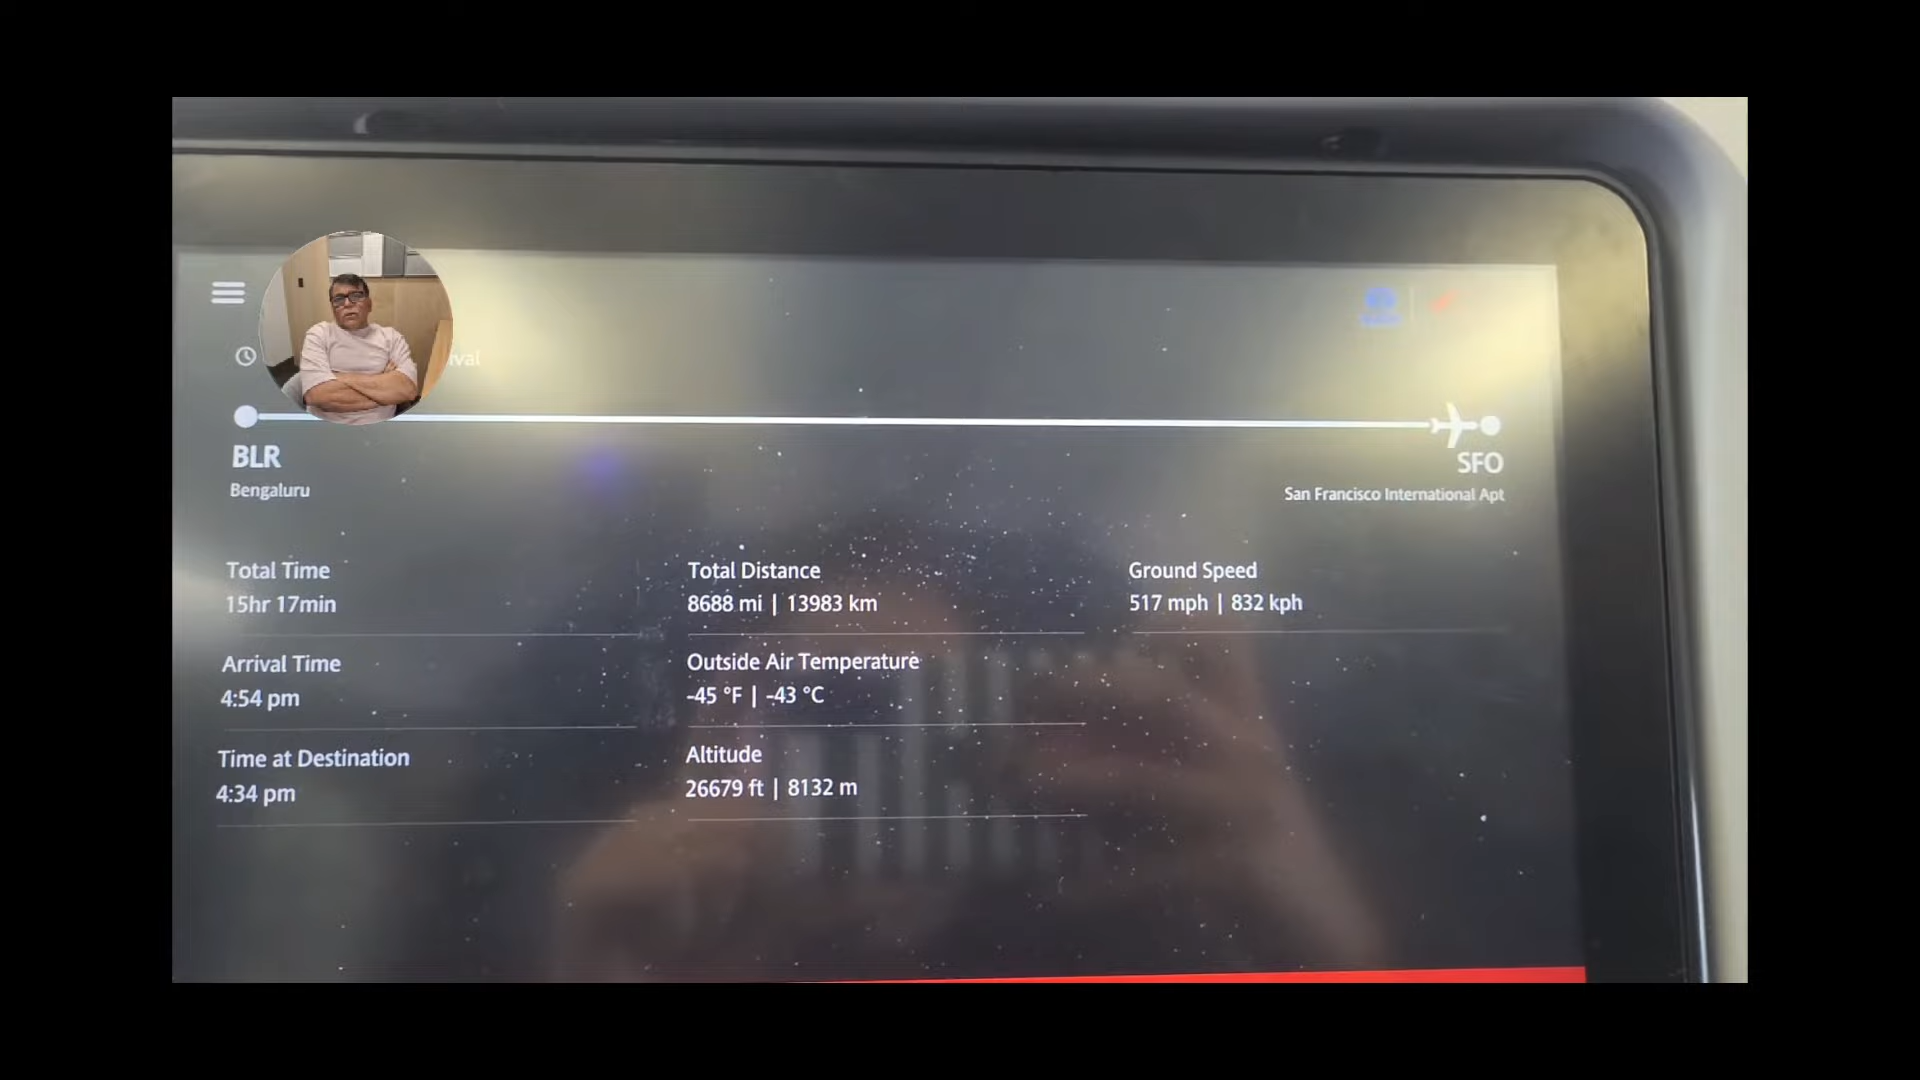 BLR
Bengaluru
SFO
San Francisco International Apt
Total Time
15hr 17min
Total Distance
8688 mi | 13983 km
Ground Speed
517 mph | 832 kph
Arrival Time
4:54 pm
Outside Air Temperature
-45 °F | -43 °C
Time at Destination
4:34 pm
Altitude
26679 ft | 8132 m